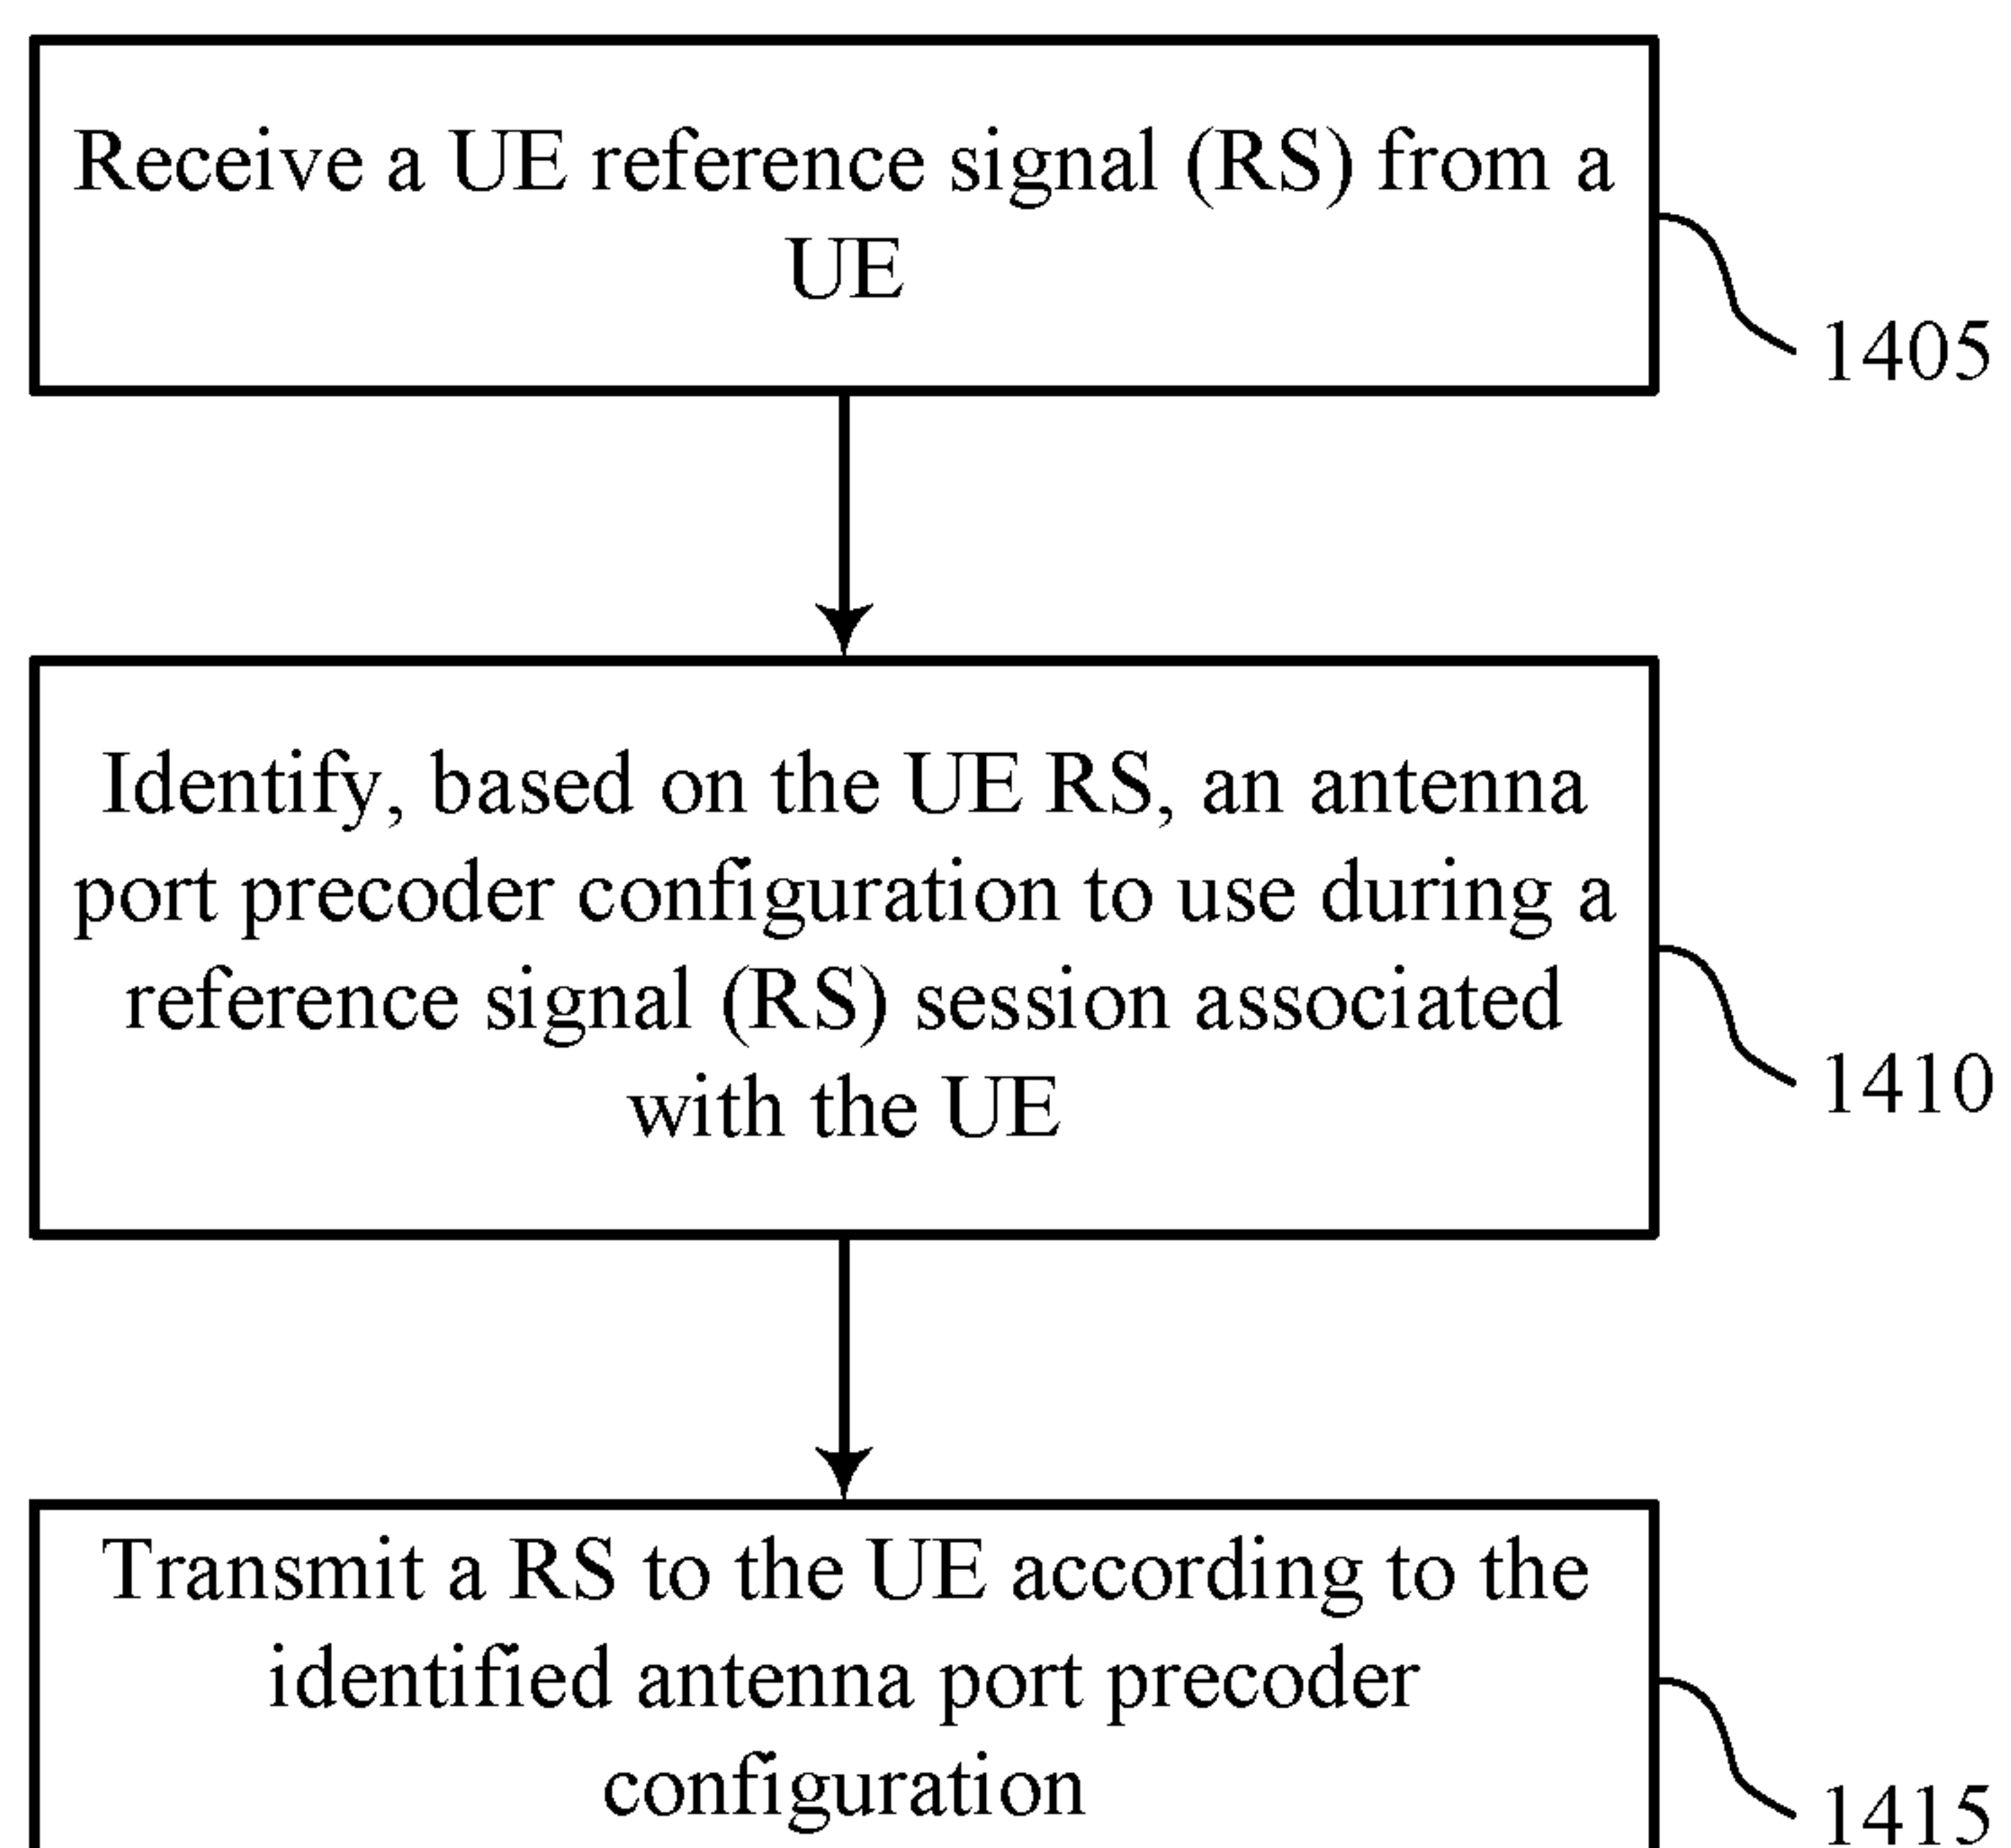 Receive a UE reference signal (RS) from a
UE
1405
Identify, based on the UE RS, an antenna
port precoder configuration to use during a
reference signal (RS) session associated
with the UE
1410
Transmit a RS to the UE according to the
identified antenna port precoder
configuration
1415